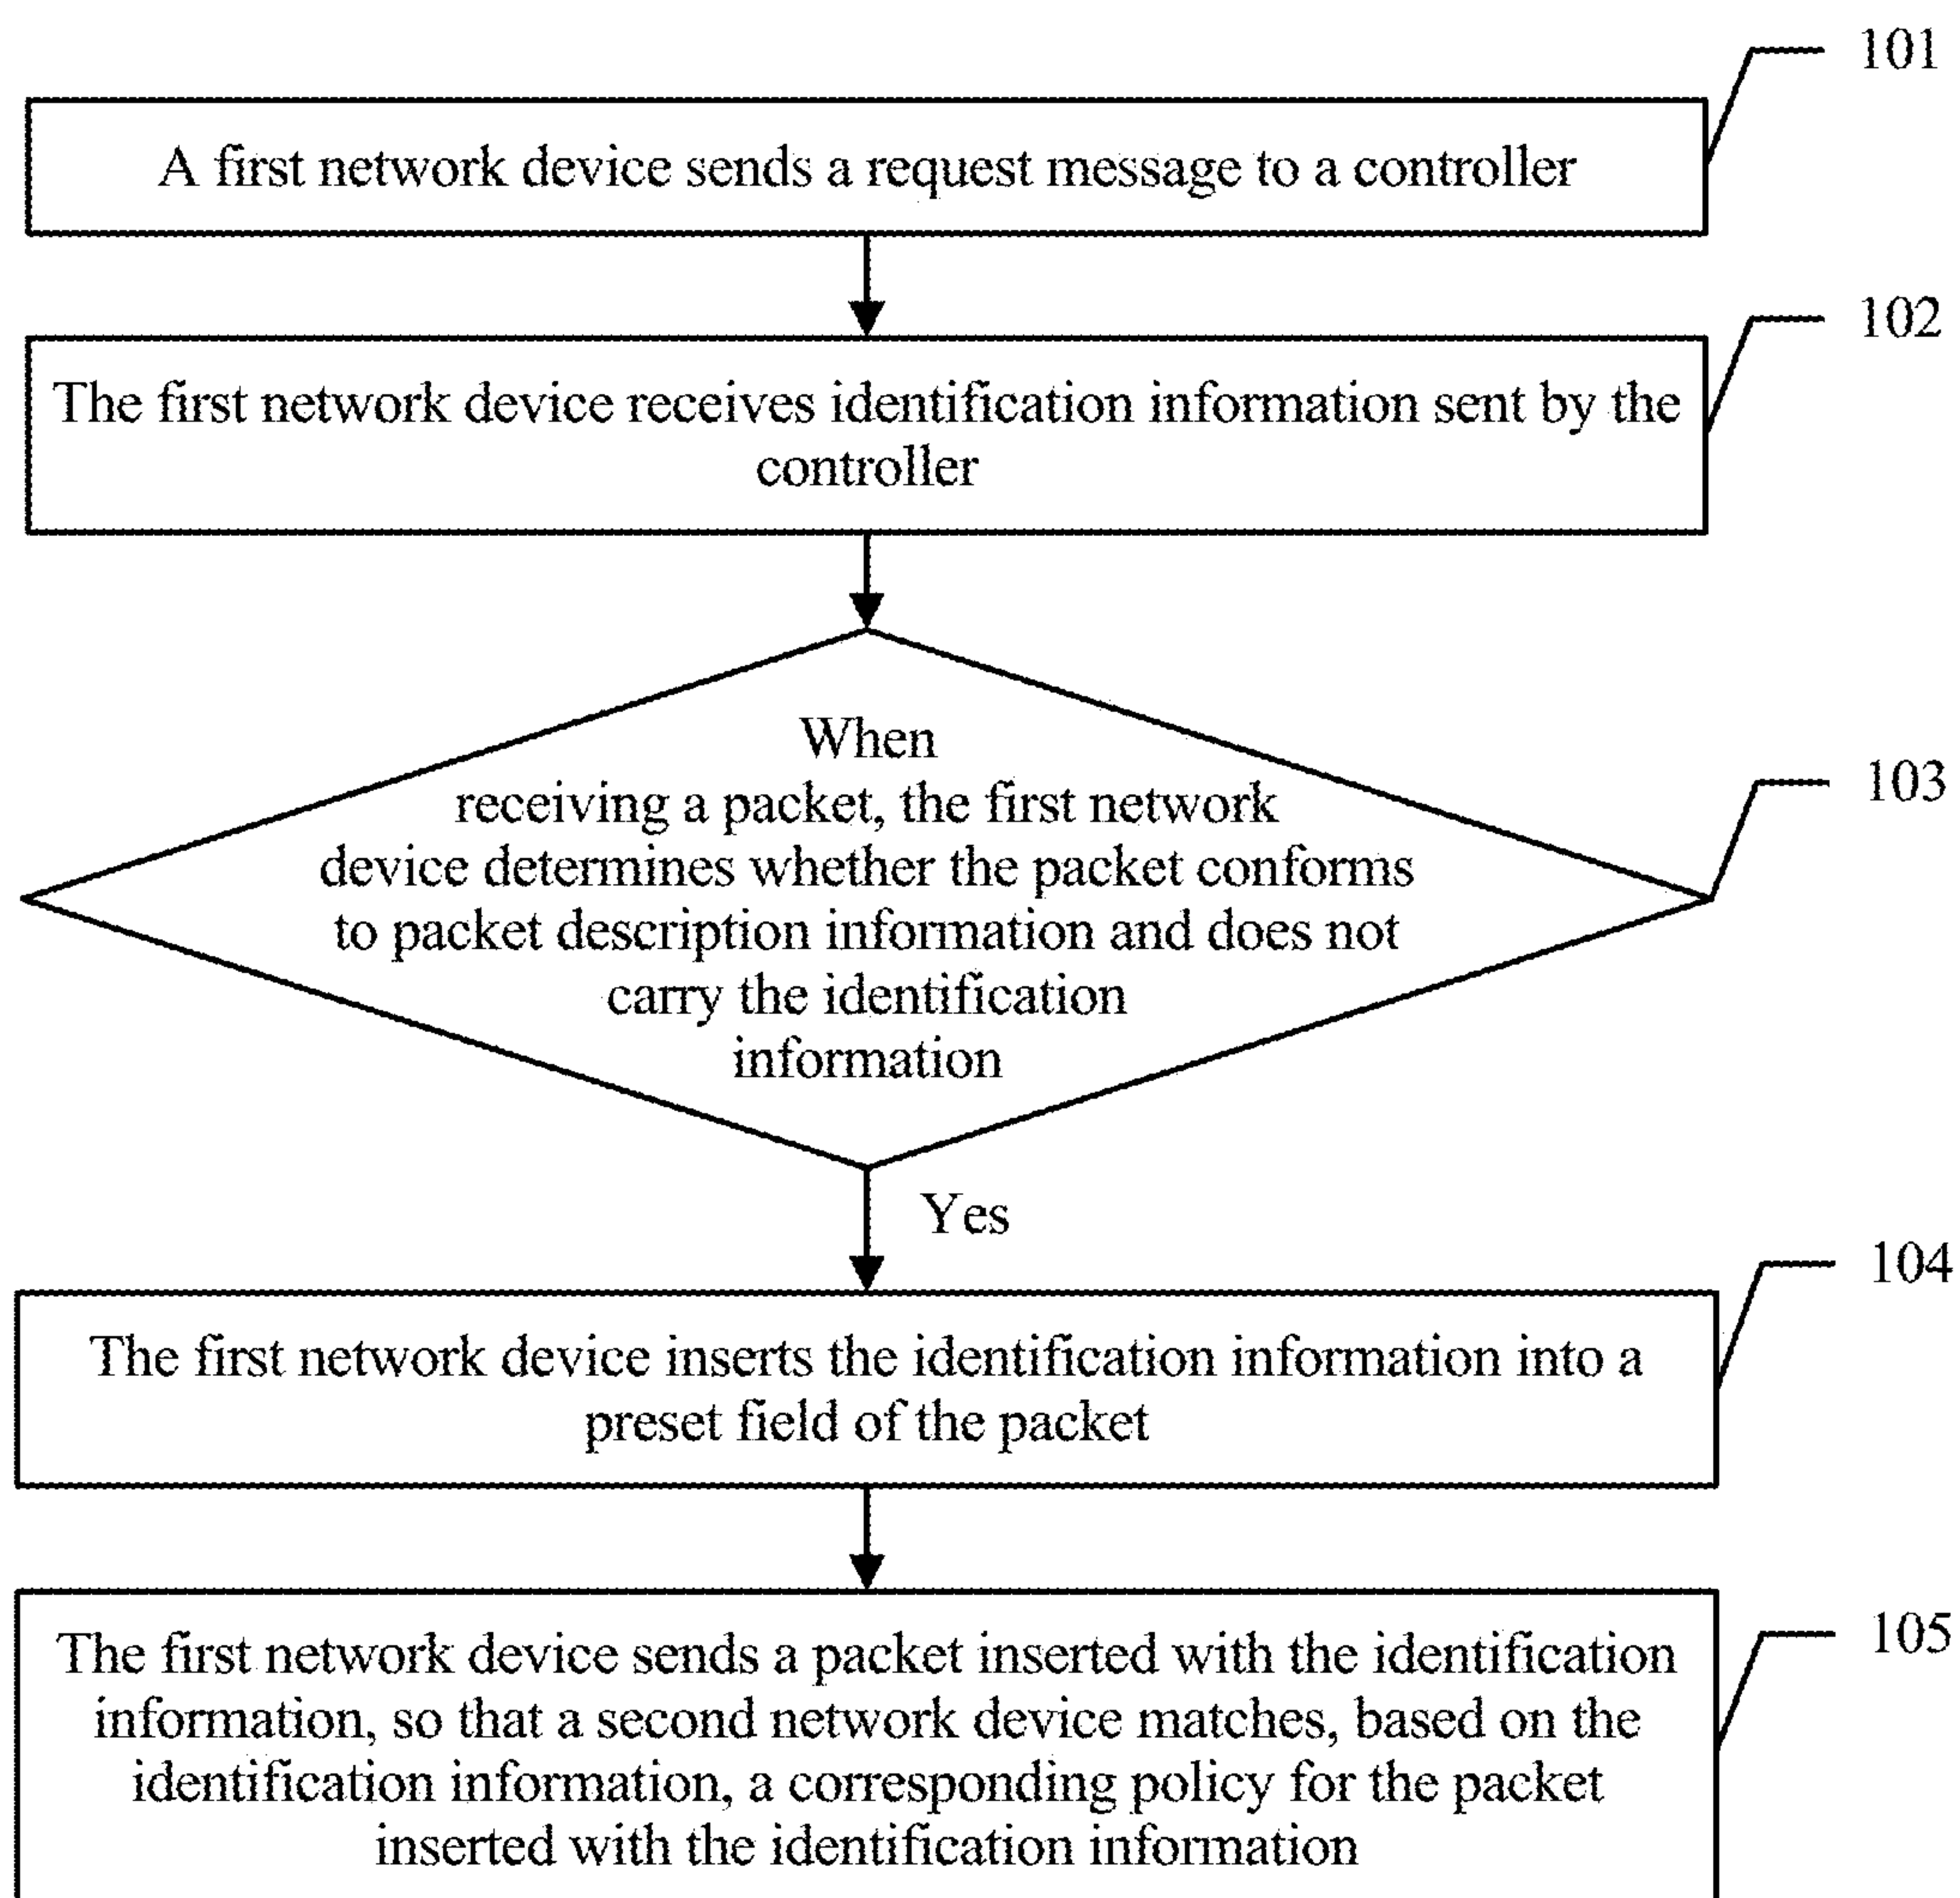 101
A first network device sends a request message to a controller
102
The first network device receives identification information sent by the
controller
When
receiving a packet, the first network
device determines whether the packet conforms
to packet description information and does not
carry the identification
information
103
Yes
104
The first network device inserts the identification information into a
preset field of the packet
105
The first network device sends a packet inserted with the identification
information, so that a second network device matches, based on the
identification information, a corresponding policy for the packet
inserted with the identification information